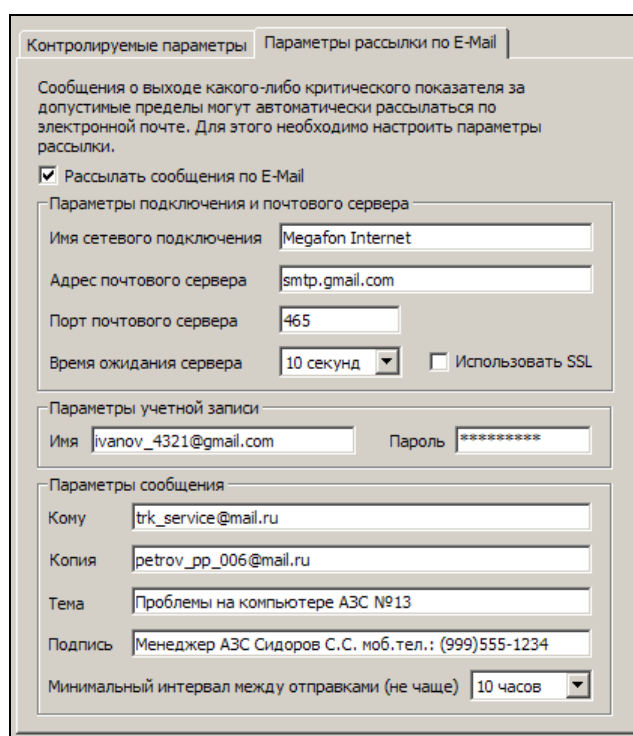 Контролируемые параметры
Параметры рассылки по E-Mail
Сообщения о выходе какого-либо критического показателя за
допустимые пределы могут автоматически рассылаться по
электронной почте. Для этого необходимо настроить параметры
рассылки.
Рассылать сообщения по E-Mail
Параметры подключения и почтового сервера
Имя сетевого подключения Megafon Internet
Адрес почтового сервера smtp.gmail.com
Порт почтового сервера 465
Время ожидания сервера 10 секунд Использовать SSL
Параметры учетной записи
Имя ivanov_4321@gmail.com Пароль *********
Параметры сообщения
Кому trk_service@mail.ru
Копия petrov_pp_006@mail.ru
Тема Проблемы на компьютере АЗС №13
Подпись Менеджер АЗС Сидоров С.С. моб.тел.: (999)555-1234
Минимальный интервал между отправками (не чаще) 10 часов